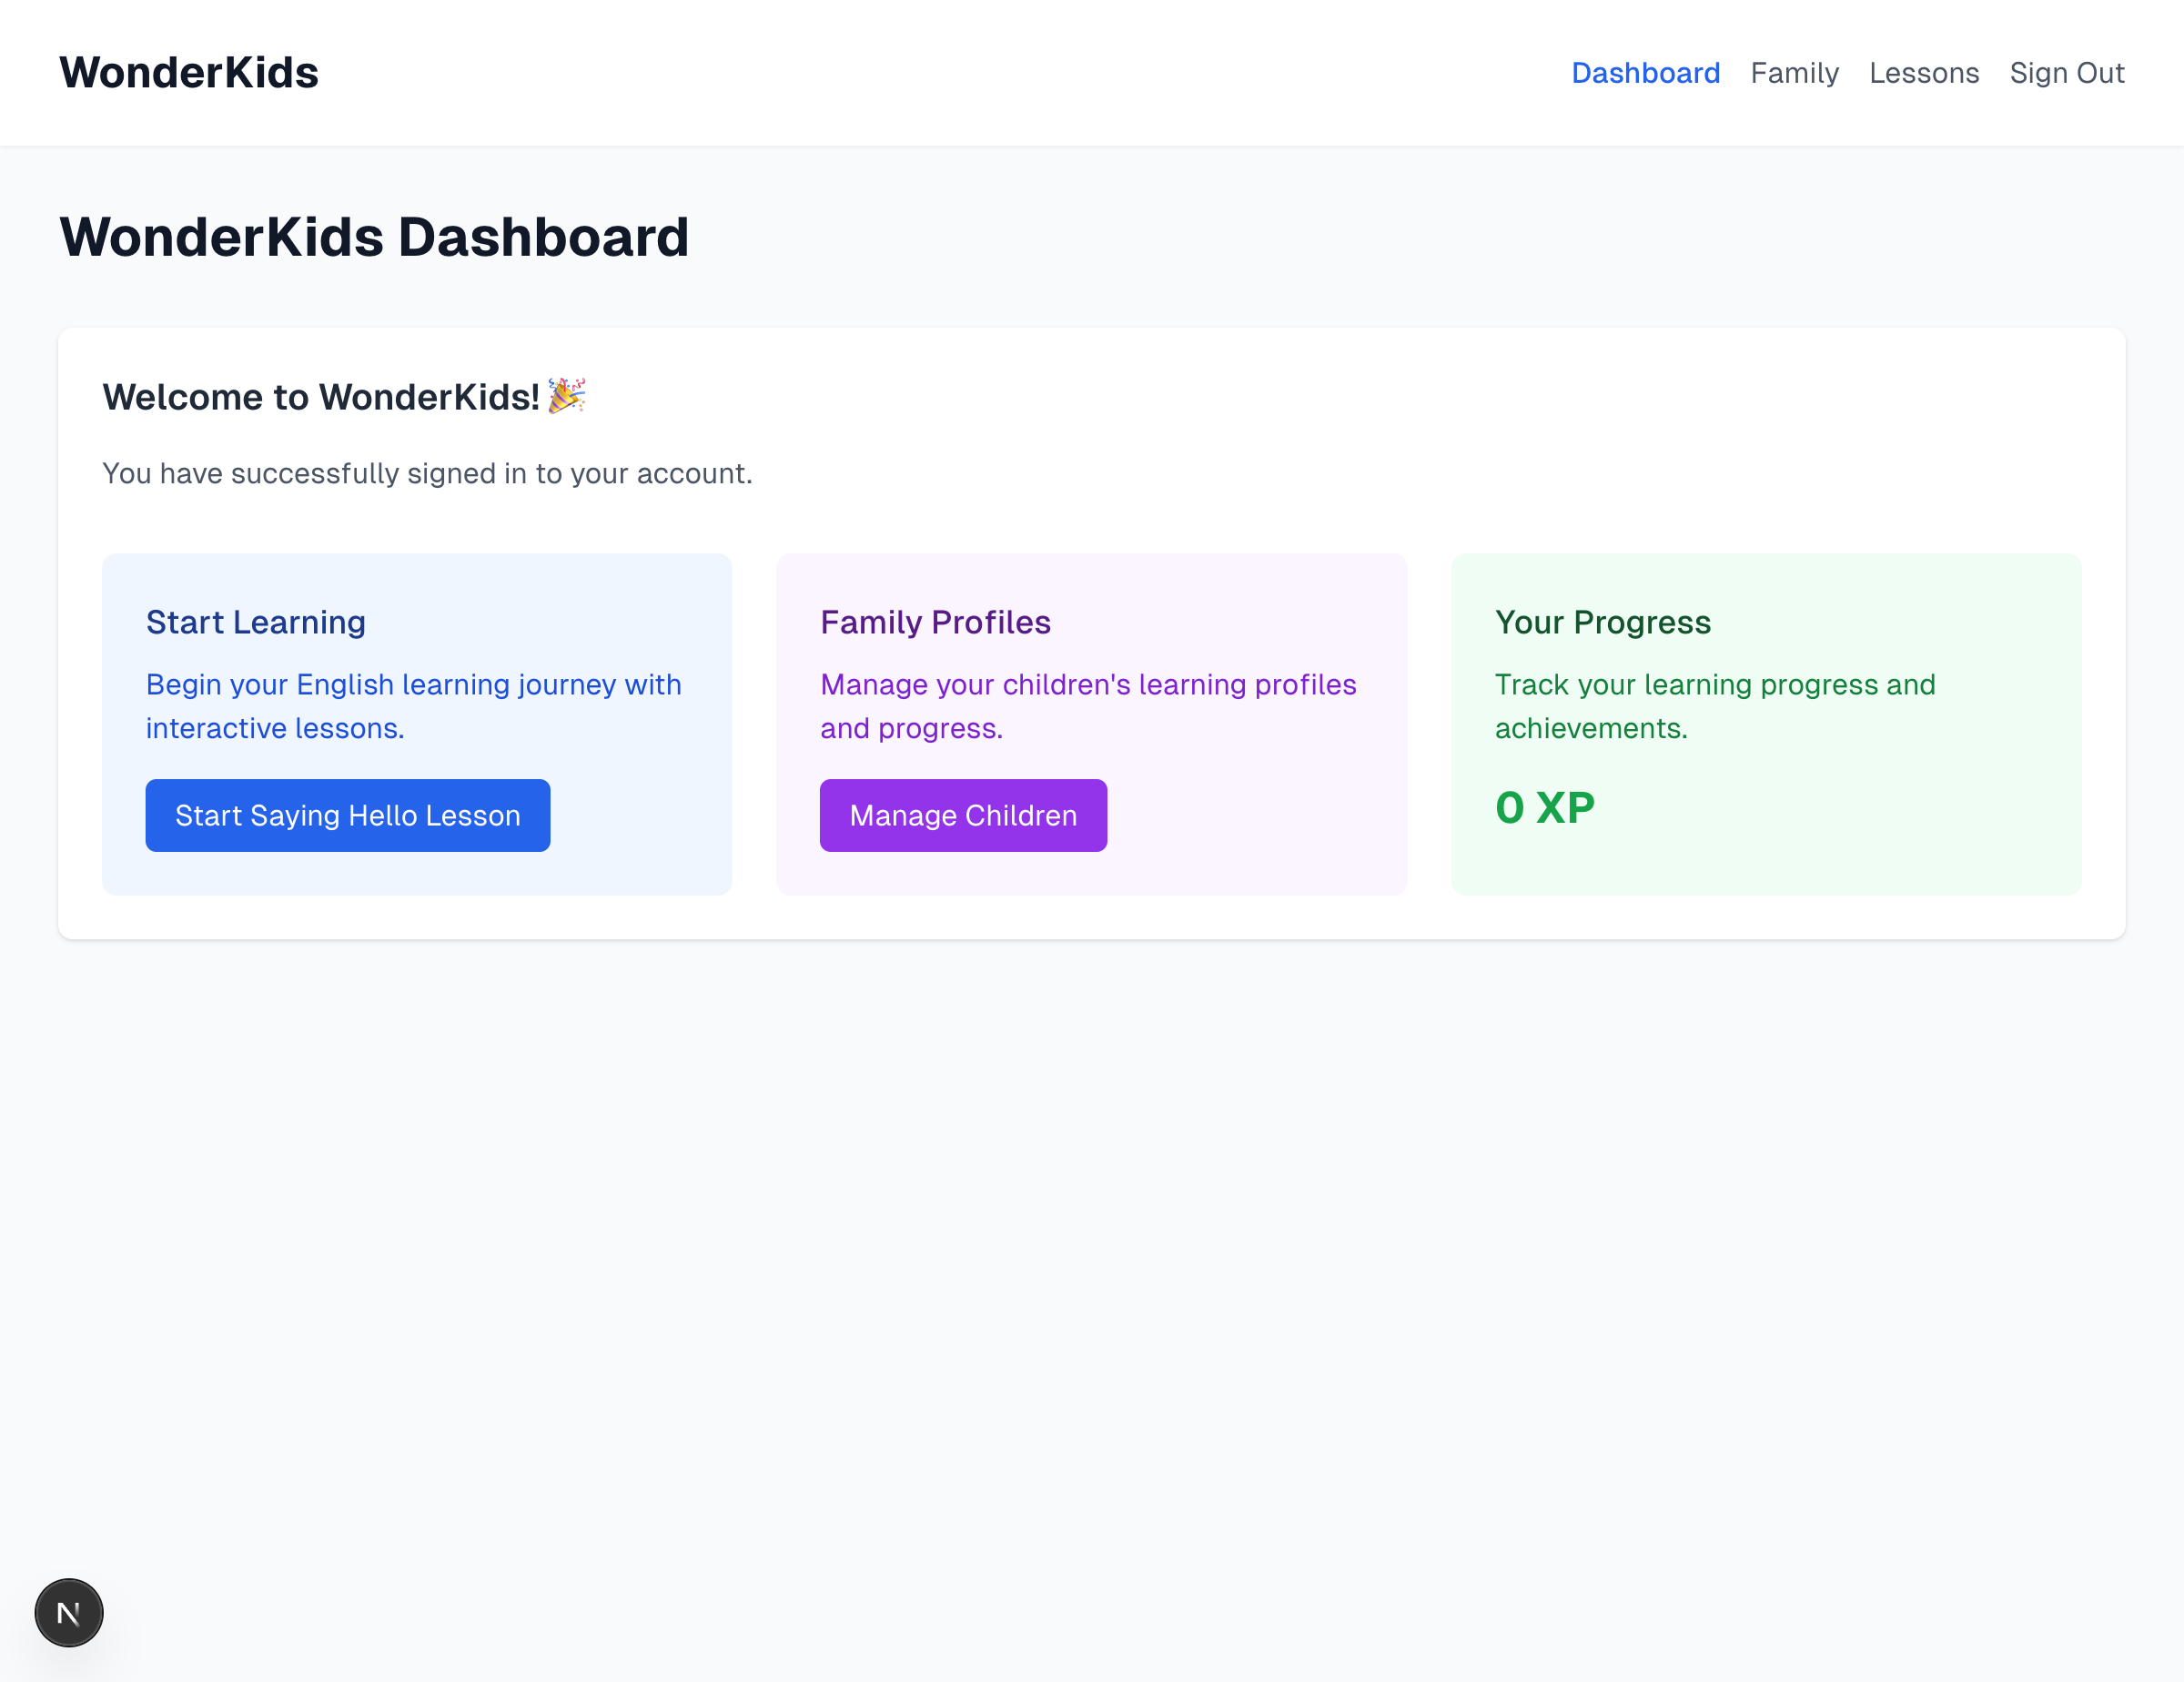 WonderKids
Dashboard Family Lessons Sign Out
WonderKids Dashboard
Welcome to WonderKids! 🎉
You have successfully signed in to your account.
Start Learning
Begin your English learning journey with
interactive lessons.
Start Saying Hello Lesson
Family Profiles
Manage your children's learning profiles
and progress.
Manage Children
Your Progress
Track your learning progress and
achievements.
0 XP
N